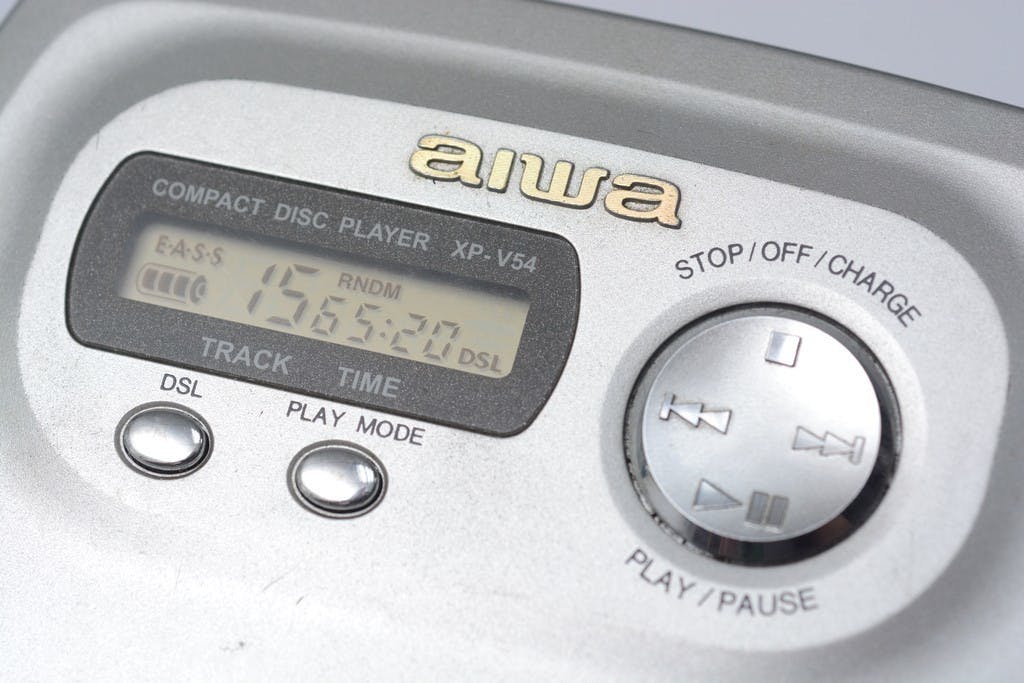 aiwa
COMPACT DISC PLAYER XP-V54
E·A·S·S
RNDM
15 65:20 DSL
TRACK TIME
DSL
PLAY MODE
STOP/OFF/CHARGE
PLAY/PAUSE